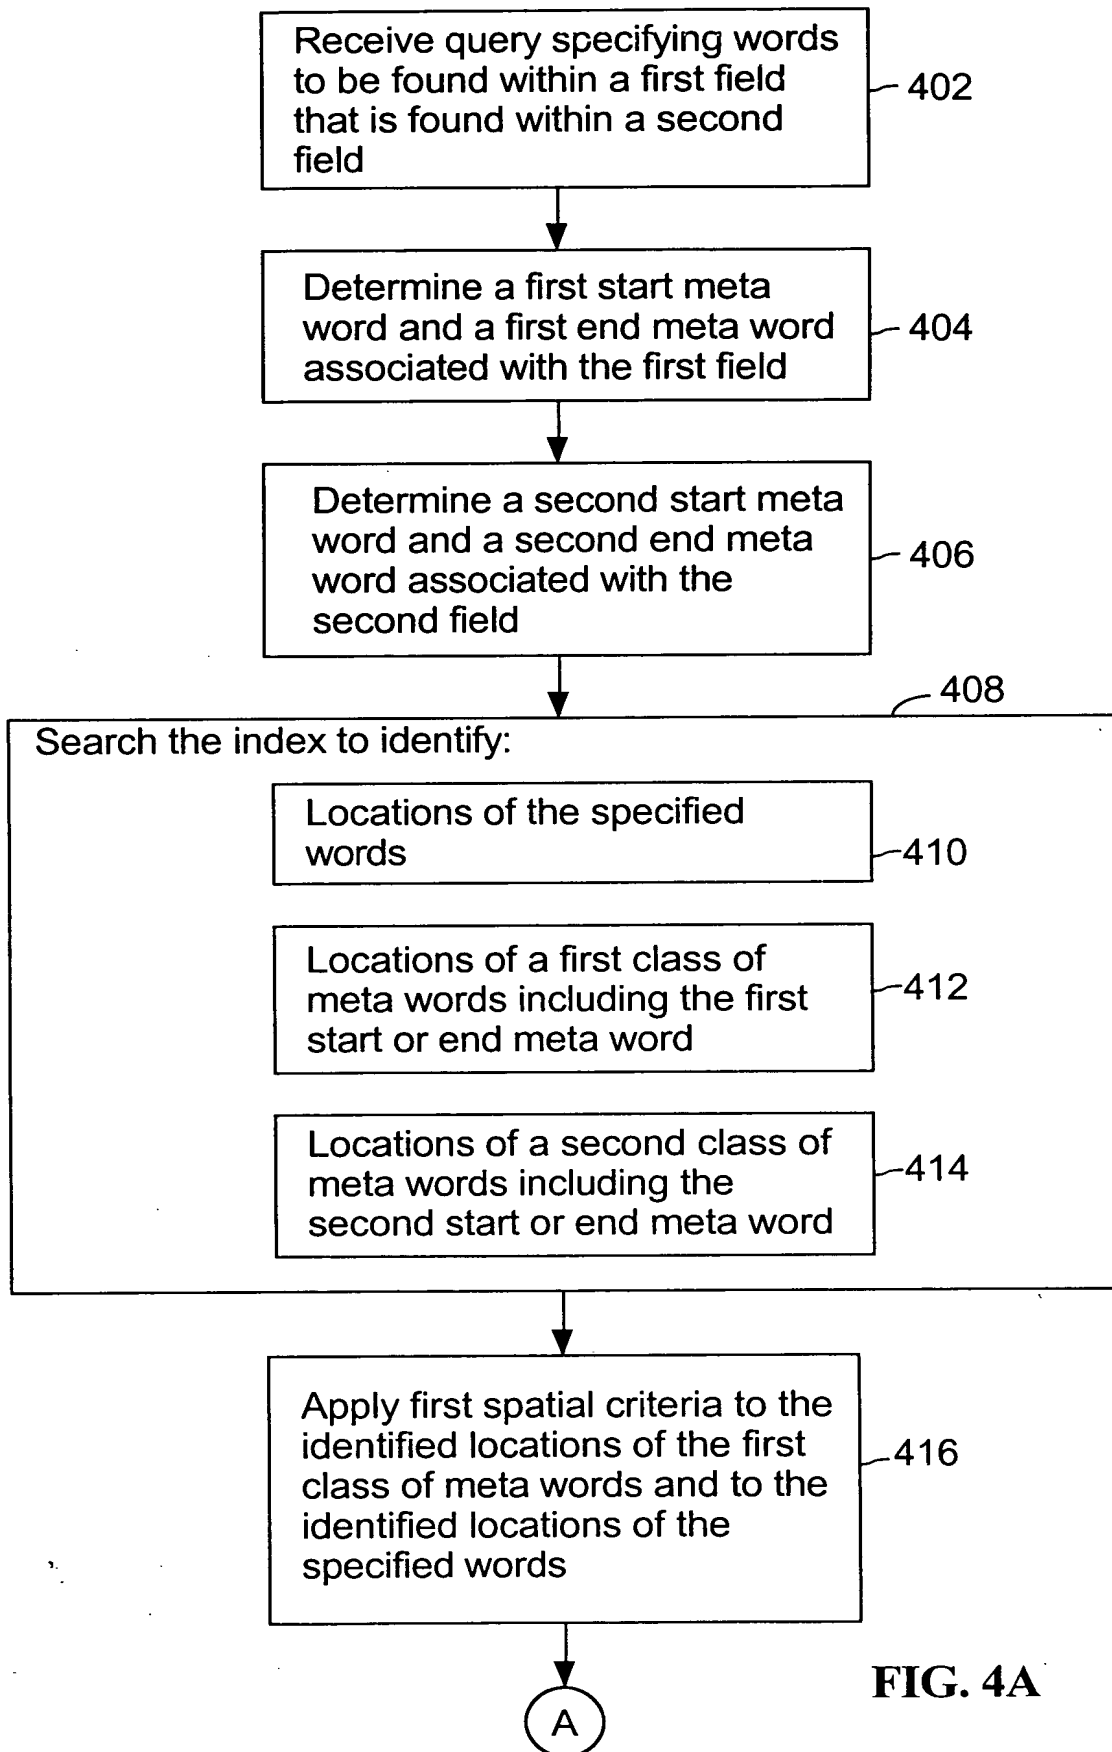 Receive query specifying words
to be found within a first field
that is found within a second
field
402
Determine a first start meta
word and a first end meta word
associated with the first field
404
Determine a second start meta
word and a second end meta
word associated with the
second field
406
408
Search the index to identify:
Locations of the specified
words
410
Locations of a first class of
meta words including the first
start or end meta word
412
Locations of a second class of
meta words including the
second start or end meta word
414
Apply first spatial criteria to the
identified locations of the first
class of meta words and to the
identified locations of the
specified words
416
FIG. 4A
A